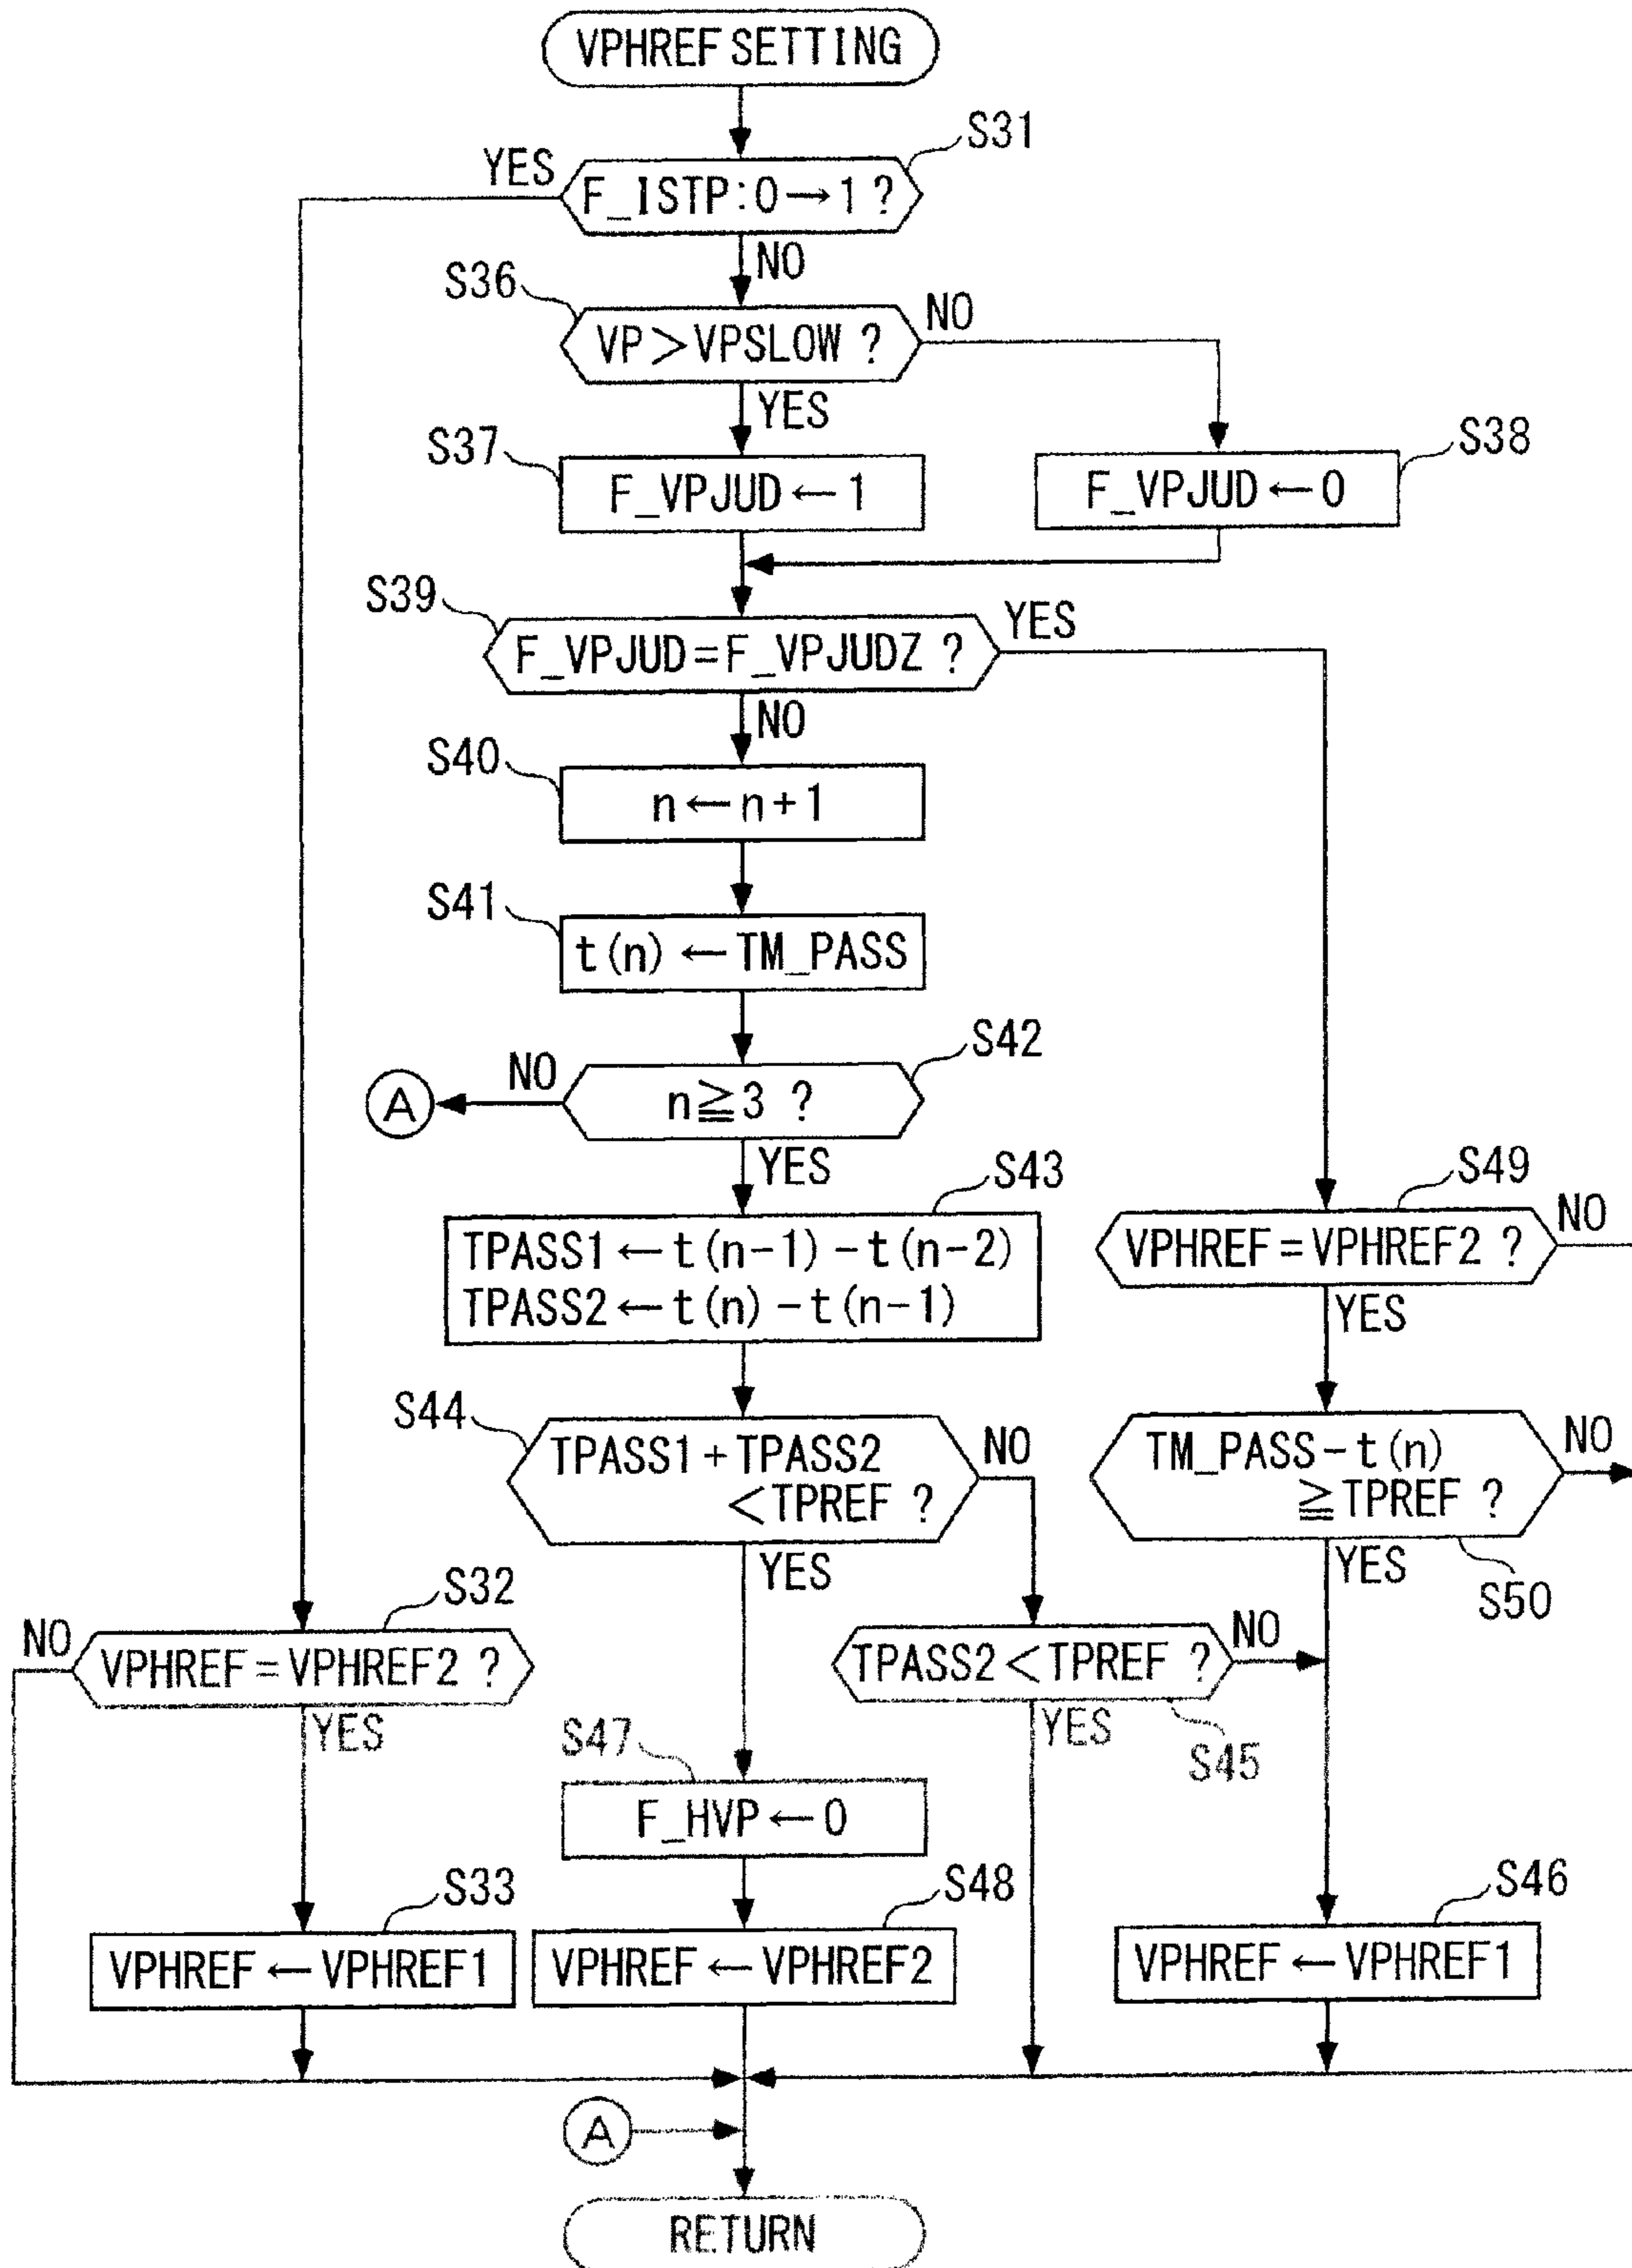 VPHREF SETTING
S31
YES
F_ISTP:0→1?
NO
S36
NO
VP>VPSLOW ?
YES
S37
S38
F_VPJUD←1
F_VPJUD←0
S39
YES
F_VPJUD=F_VPJUDZ ?
NO
S40
n←n+1
S41
t(n)←TM_PASS
S42
NO
A
n≧3 ?
YES
S43
S49
NO
TPASS1←t(n-1)-t(n-2)
TPASS2←t(n)-t(n-1)
VPHREF=VPHREF2 ?
YES
S44
NO
NO
TPASS1+TPASS2
<TPREF ?
TM_PASS-t(n)
≧TPREF ?
YES
YES
S50
S32
NO
NO
VPHREF=VPHREF2 ?
TPASS2<TPREF ?
YES
YES
S45
S47
F_HVP←0
S33
S48
S46
VPHREF←VPHREF1
VPHREF←VPHREF2
VPHREF←VPHREF1
A
RETURN